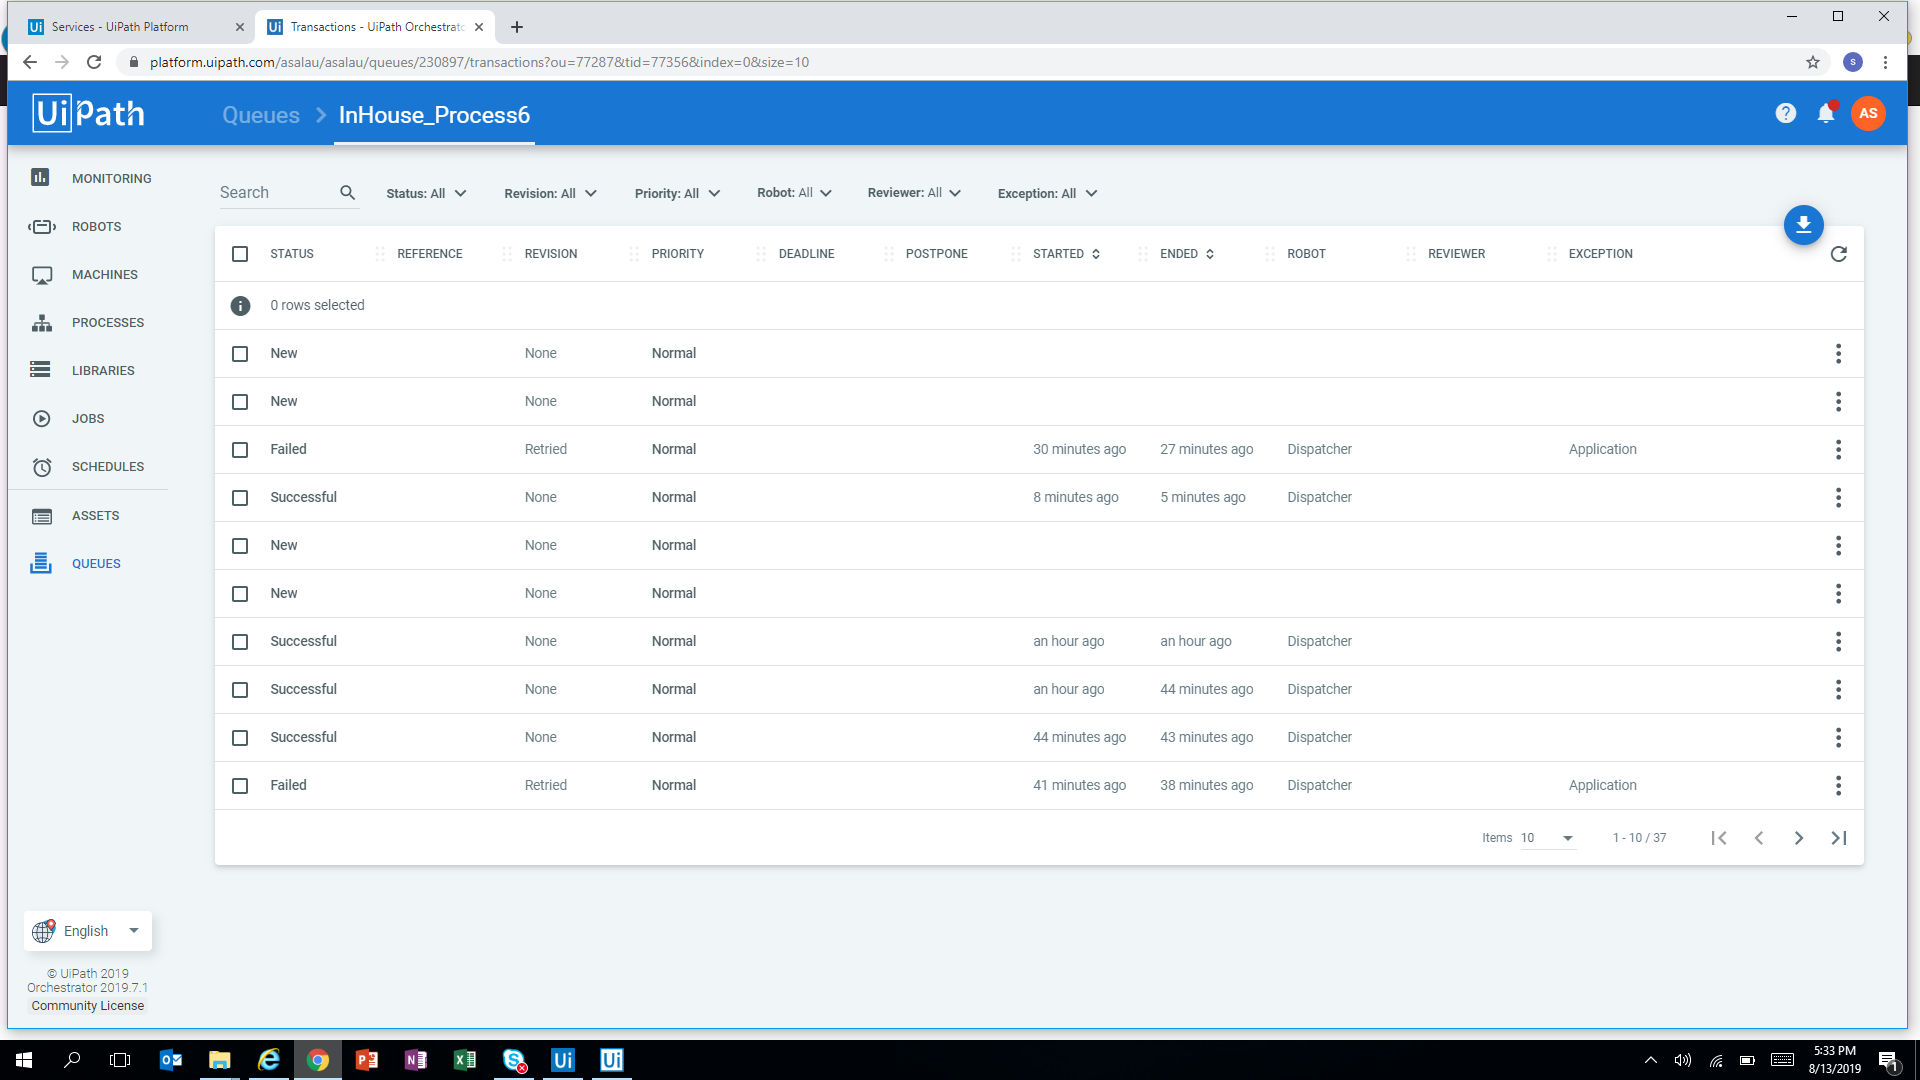 Services - UiPath Platform
Transactions - UiPath Orchestrato
platform.uipath.com/asalau/asalau/queues/230897/transactions?ou=77287&tid=77356&index=0&size=10
S
UiPath
Queues > InHouse_Process6
AS
MONITORING
ROBOTS
MACHINES
PROCESSES
LIBRARIES
JOBS
SCHEDULES
ASSETS
QUEUES
Search Status: All Revision: All Priority: All Robot: All Reviewer: All Exception: All
STATUS REFERENCE REVISION PRIORITY DEADLINE POSTPONE STARTED ENDED ROBOT REVIEWER EXCEPTION
0 rows selected
New None Normal
New None Normal
Failed Retried Normal 30 minutes ago 27 minutes ago Dispatcher Application
Successful None Normal 8 minutes ago 5 minutes ago Dispatcher
New None Normal
New None Normal
Successful None Normal an hour ago an hour ago Dispatcher
Successful None Normal an hour ago 44 minutes ago Dispatcher
Successful None Normal 44 minutes ago 43 minutes ago Dispatcher
Failed Retried Normal 41 minutes ago 38 minutes ago Dispatcher Application
Items 10 1 - 10 / 37
English
© UiPath 2019
Orchestrator 2019.7.1
Community License
5:33 PM
8/13/2019
1